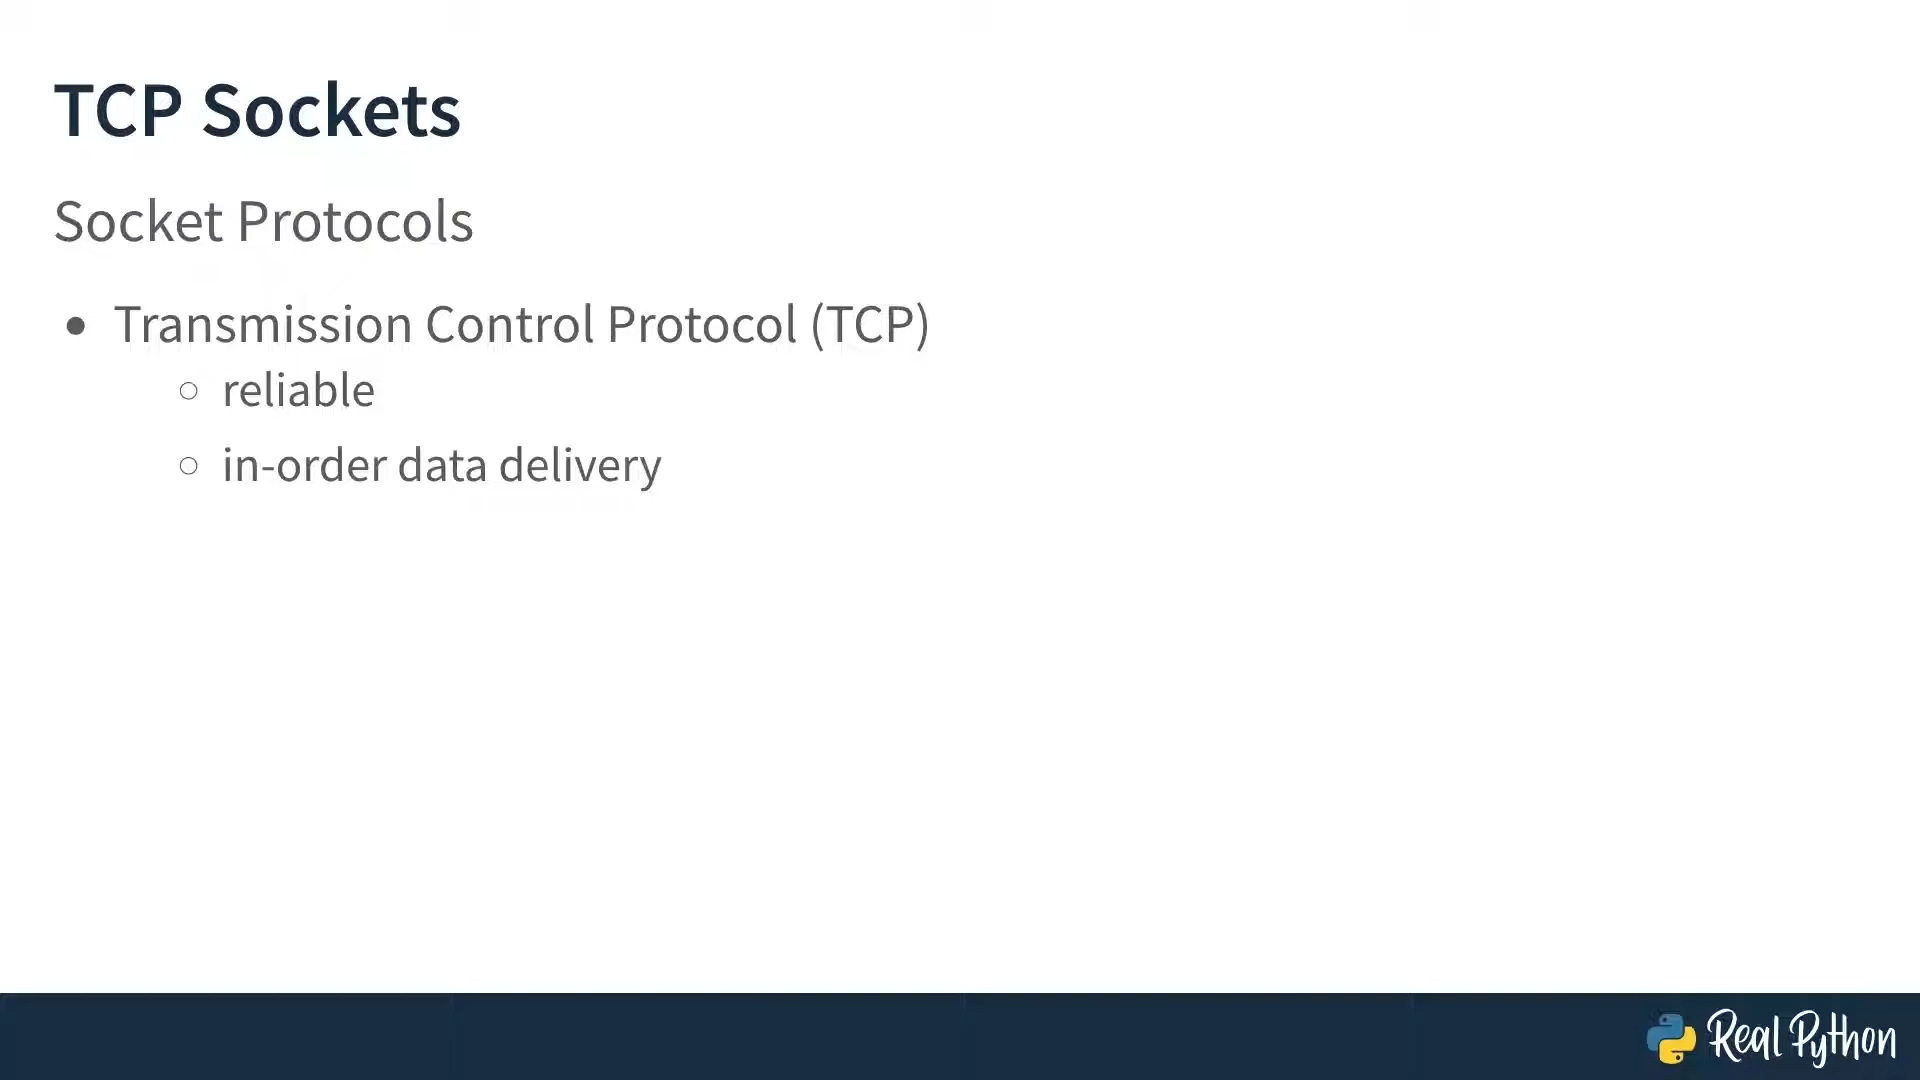 TCP Sockets
Socket Protocols
• Transmission Control Protocol (TCP)
○ reliable
○ in-order data delivery
Real Python